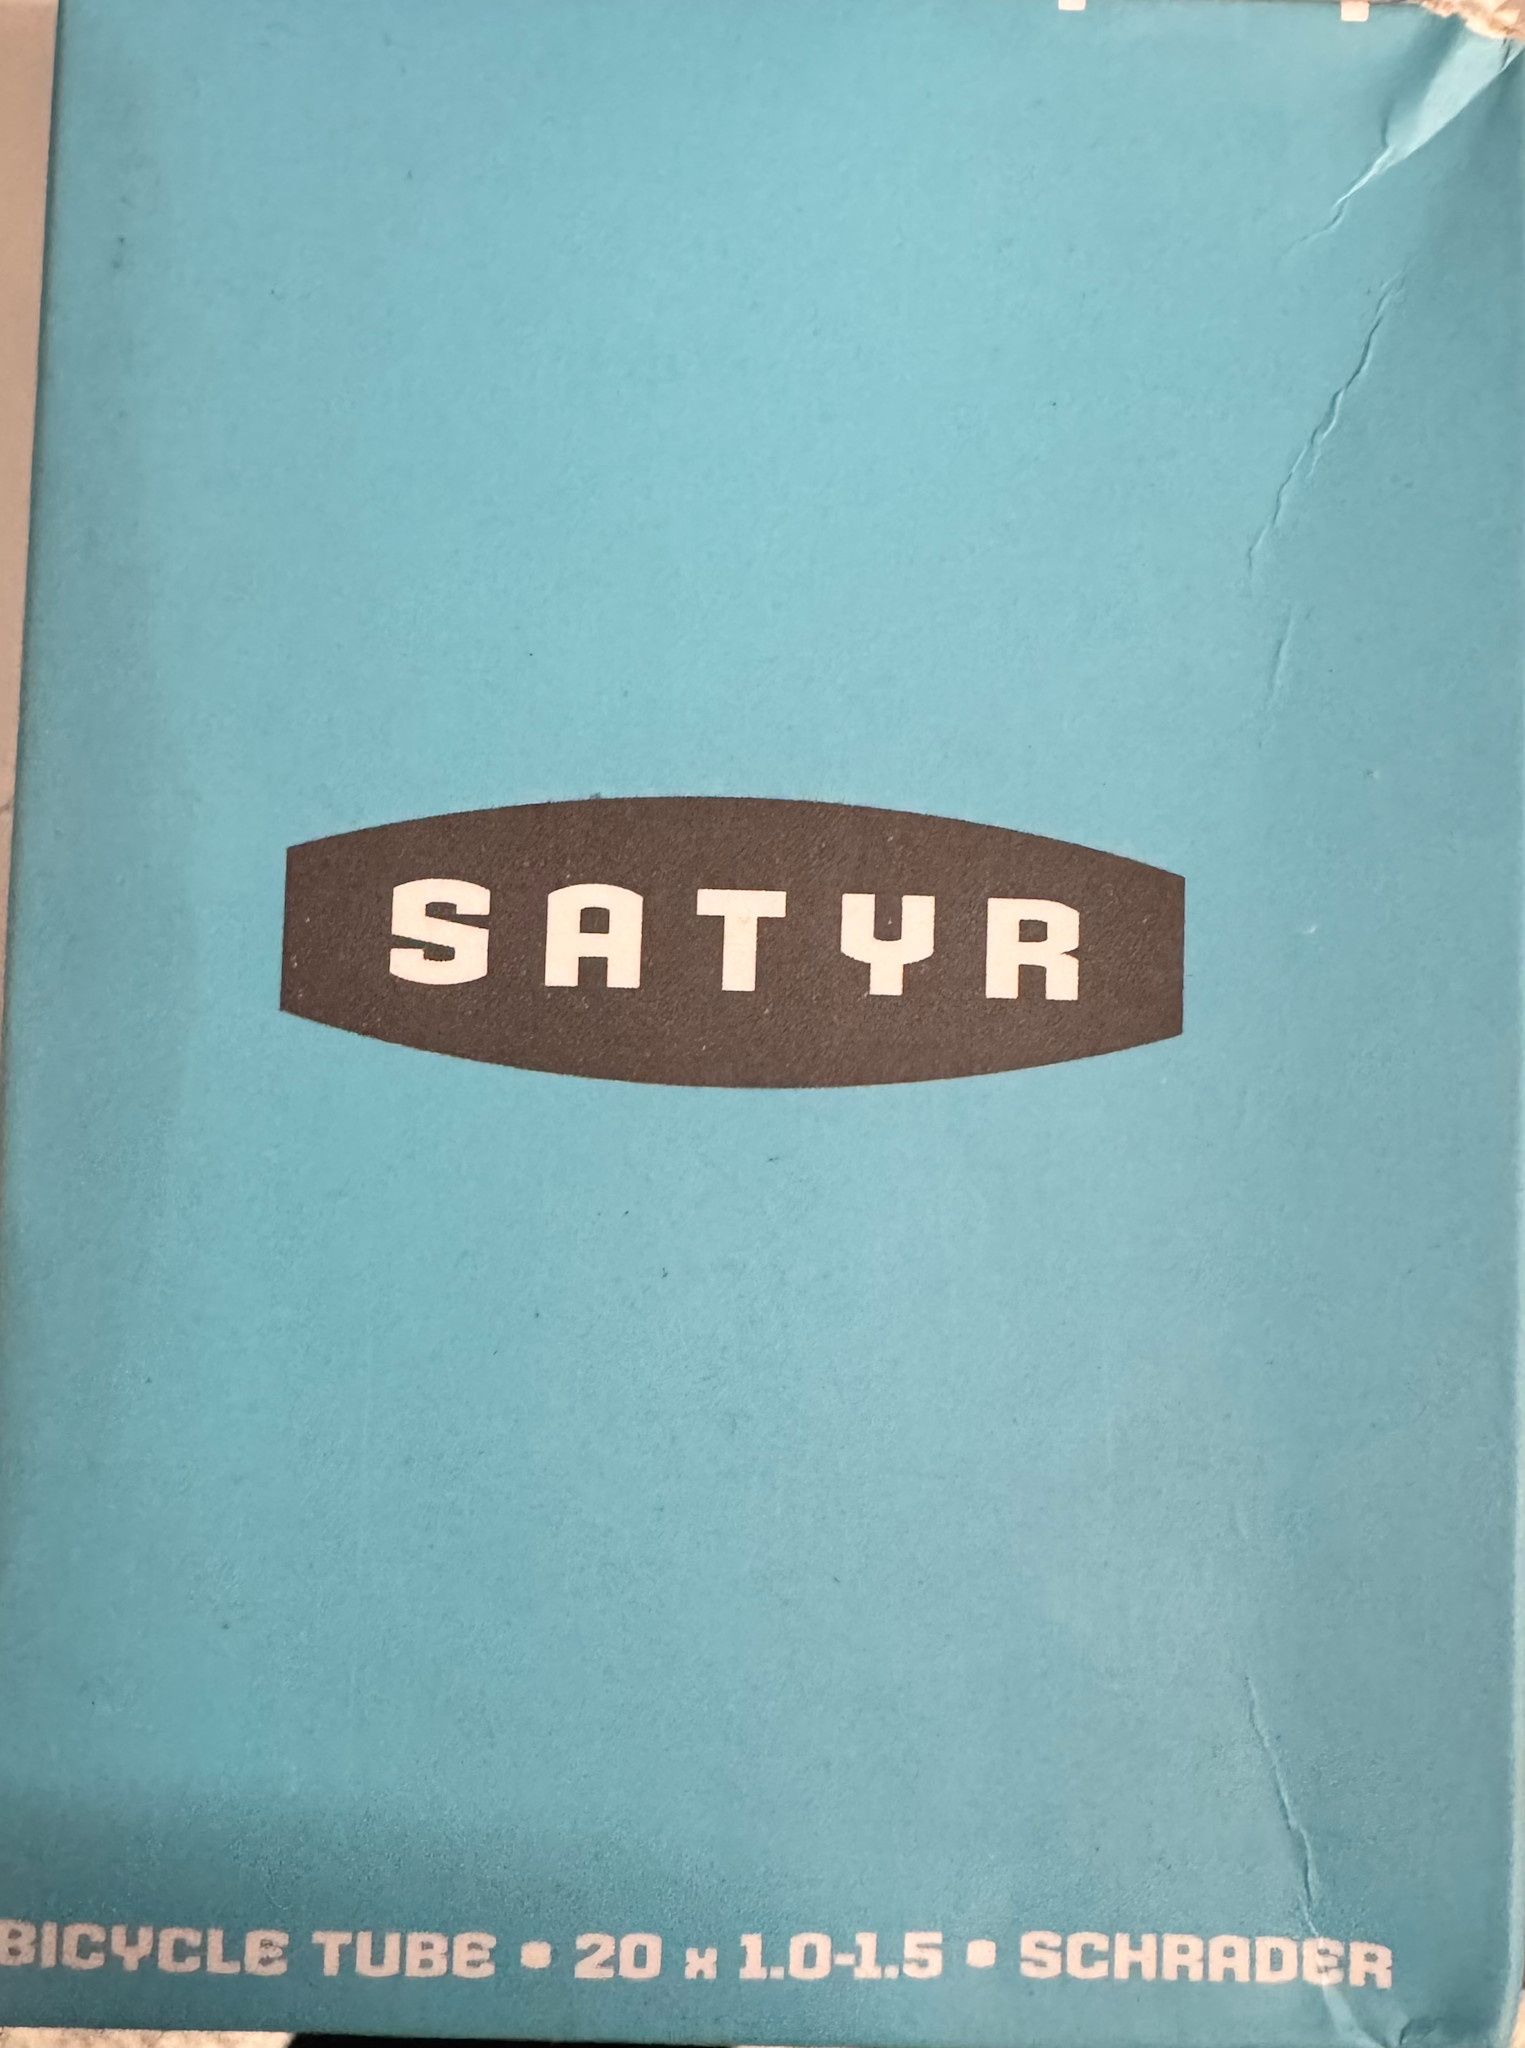 SATYR
BICYCLE TUBE • 20 x 1.0-1.5 • SCHRADER